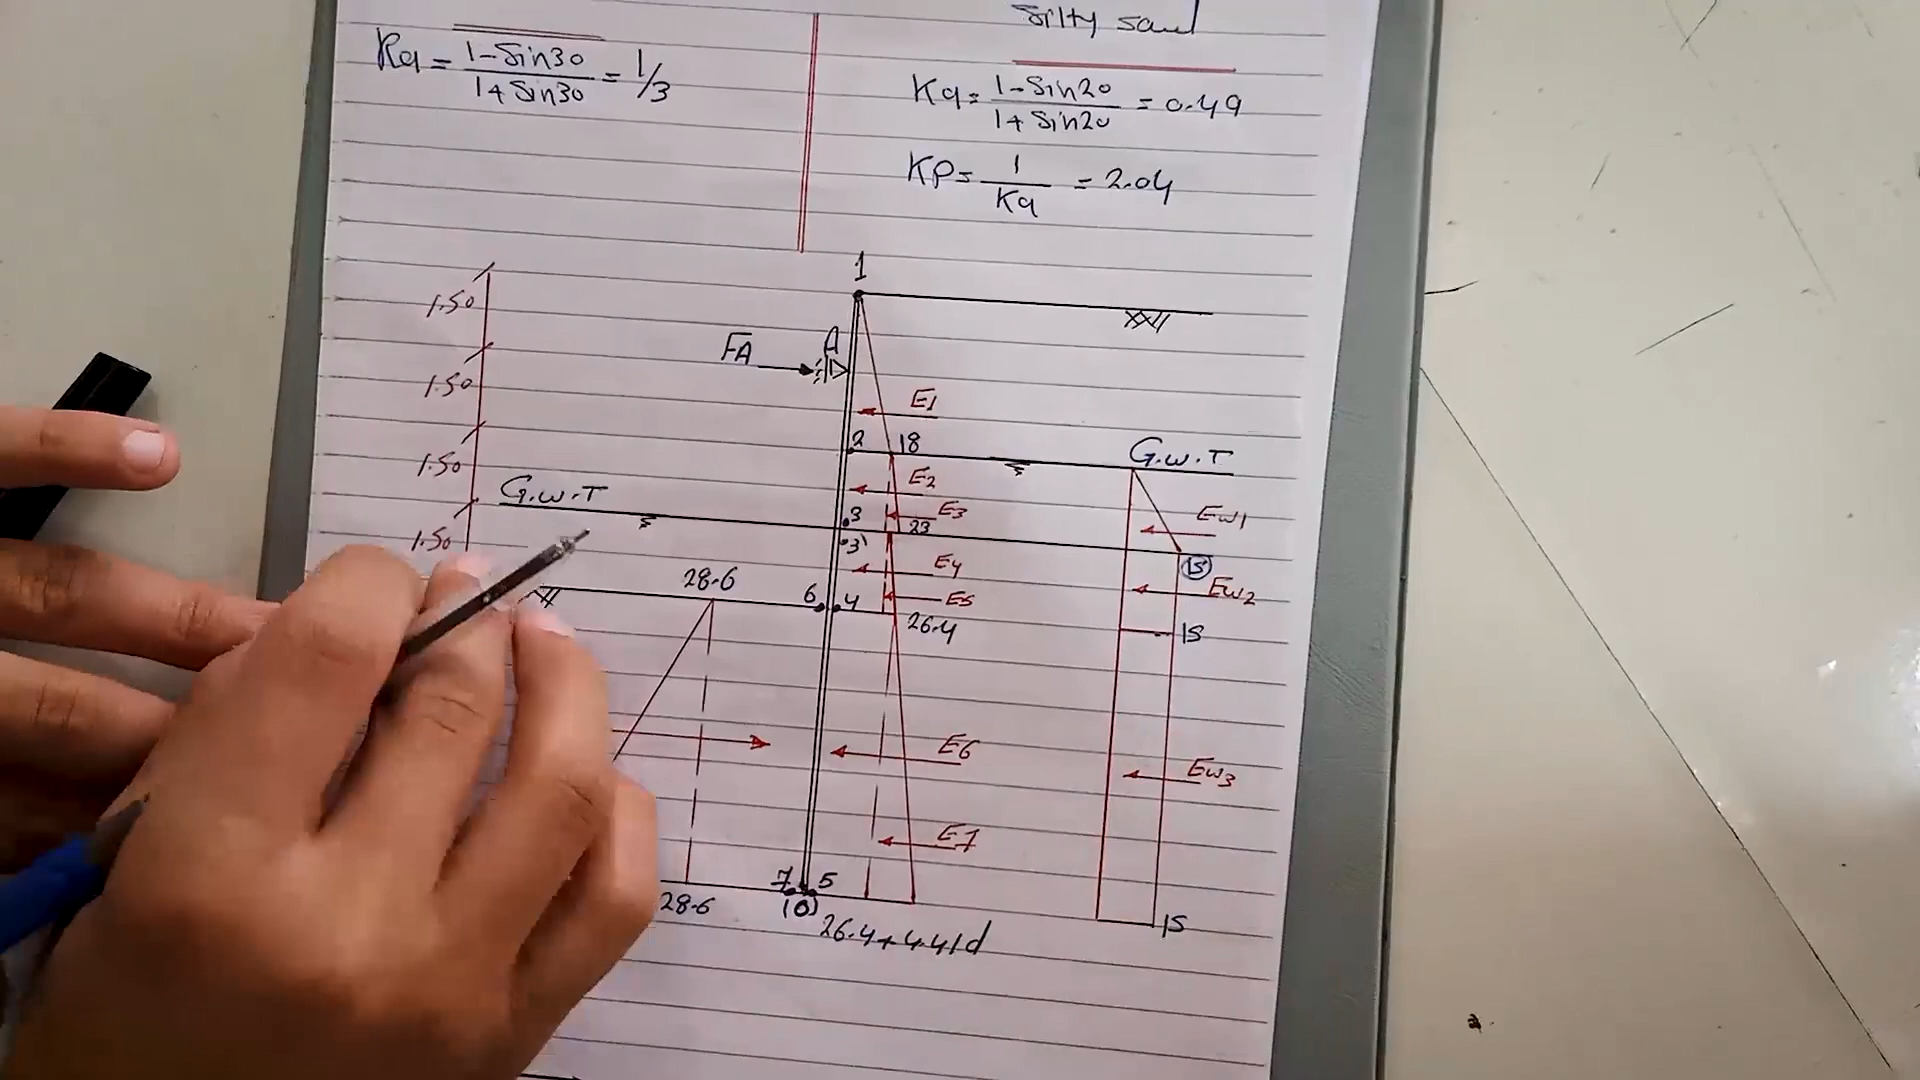 silty sand
Ka = 1-Sin30 / 1+Sin30 = 1/3
Ka = 1-Sin20 / 1+Sin20 = 0.49
KP = 1 / Ka = 2.04
1
1.50
FA
A
1.50
E1
2
18
G.W.T
1.50
E2
G.W.T
3
E3
23
Ew1
1.50
3'
E4
15
28.6
6
4
E5
Ew2
26.4
15
E6
Ew3
E7
7
5
28.6
(0)
26.4+4.41d
15